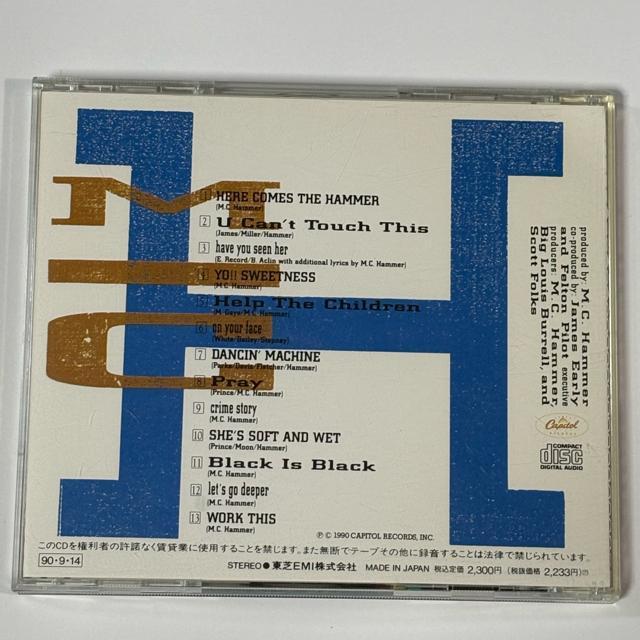 M.C.
H
1 HERE COMES THE HAMMER
(M.C. Hammer)
2 U Can't Touch This
(James/Miller/Hammer)
3 have you seen her
(E. Record/B. Aclin with additional lyrics by M.C. Hammer)
4 YO!! SWEETNESS
(M.C. Hammer)
5 Help The Children
(M. Gaye/M.C. Hammer)
6 on your face
(White/Bailey/Stepney)
7 DANCIN' MACHINE
(Parks/Davis/Fletcher/Hammer)
8 Pray
(Prince/M.C. Hammer)
9 crime story
(M.C. Hammer)
10 SHE'S SOFT AND WET
(Prince/Moon/Hammer)
11 Black Is Black
(M.C. Hammer)
12 let's go deeper
(M.C. Hammer)
13 WORK THIS
(M.C. Hammer)
produced by M.C. Hammer
co-produced by James Early
and Felton Pilot executive
producers: M.C. Hammer,
Big Louis Burrell, and
Scott Folks
Capitol
COMPACT
disc
DIGITAL AUDIO
℗ © 1990 CAPITOL RECORDS, INC.
このCDを権利者の許諾なく賃貸業に使用することを禁じます。また無断でテープその他に録音することは法律で禁じられています。
90・9・14
STEREO● 東芝EMI株式会社 MADE IN JAPAN 税込定価 2,300円 (税抜価格 2,233円)